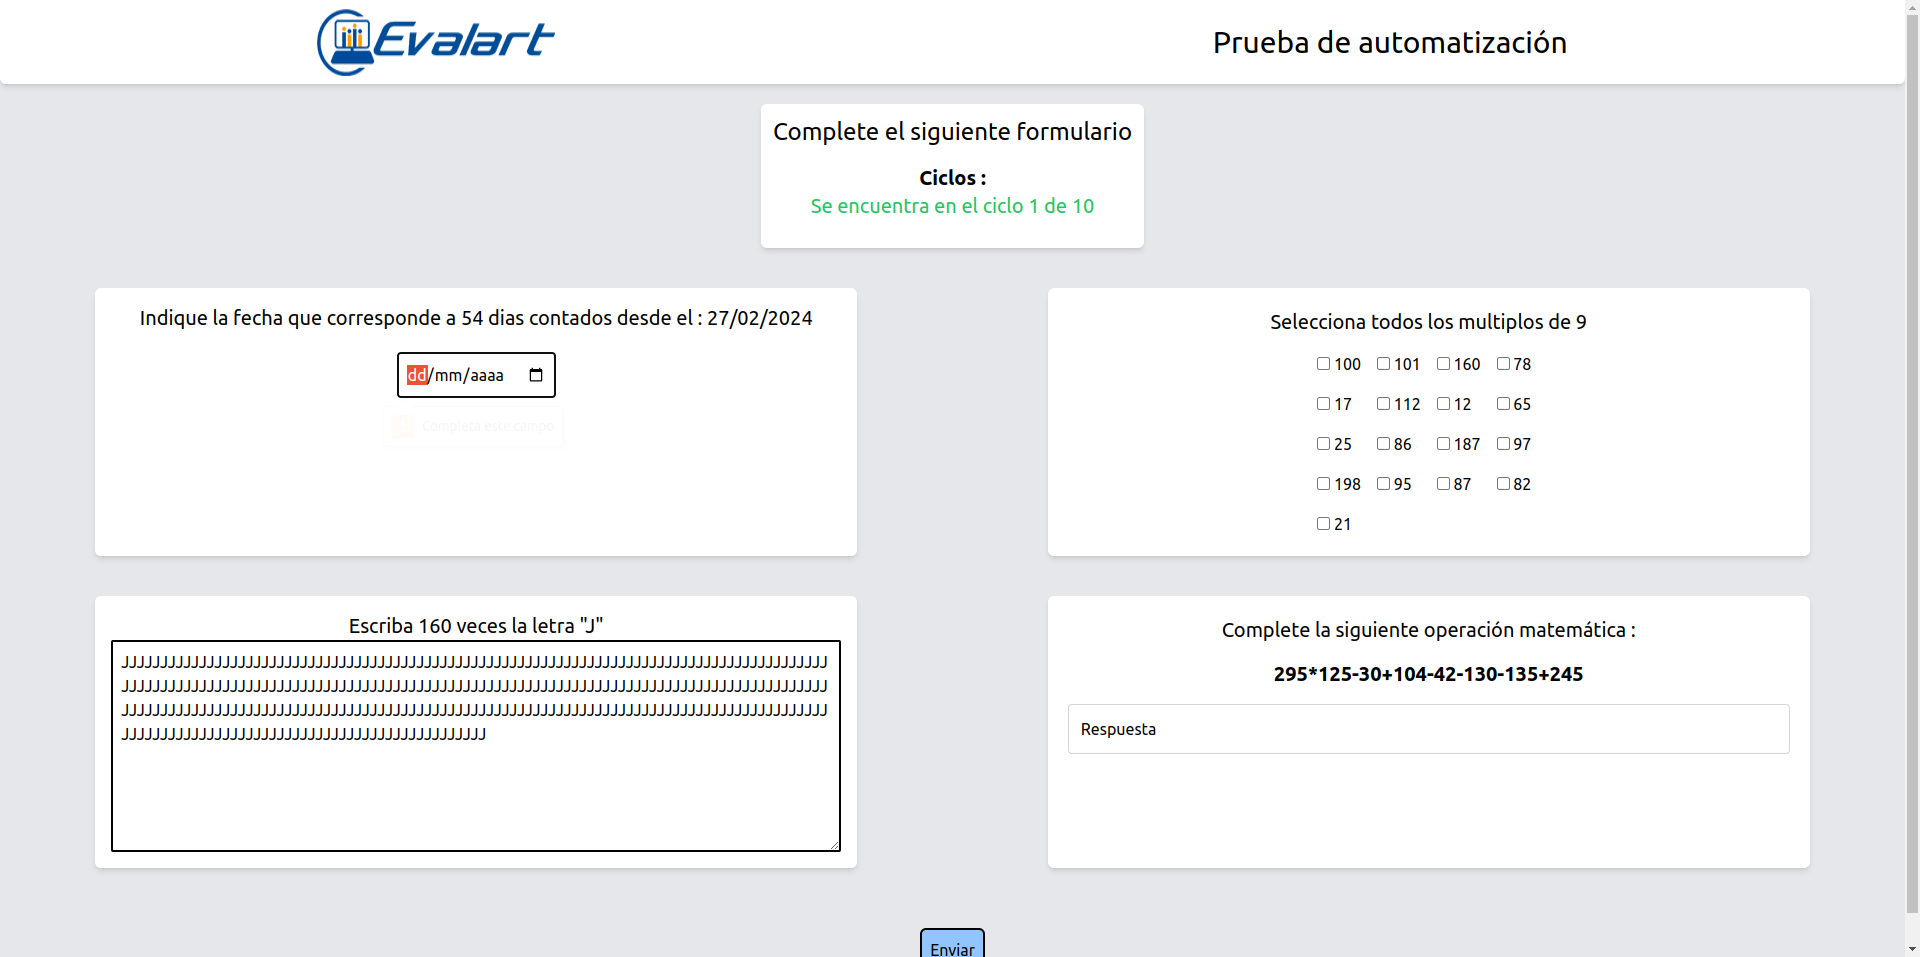 Evalart
Prueba de automatización
Complete el siguiente formulario
Ciclos :
Se encuentra en el ciclo 1 de 10
Indique la fecha que corresponde a 54 dias contados desde el : 27/02/2024
dd/mm/aaaa
Completa este campo
Selecciona todos los multiplos de 9
100 101 160 78
17 112 12 65
25 86 187 97
198 95 87 82
21
Escriba 160 veces la letra "J"
JJJJJJJJJJJJJJJJJJJJJJJJJJJJJJJJJJJJJJJJJJJJJJJJJJJJJJJJJJJJJJJJJJJJJJJJJJJJJJJJJJJJJJJJJJJ
JJJJJJJJJJJJJJJJJJJJJJJJJJJJJJJJJJJJJJJJJJJJJJJJJJJJJJJJJJJJJJJJJJJJJJJJJJJJJJJJJJJJJJJJJJJ
JJJJJJJJJJJJJJJJJJJJJJJJJJJJJJJJJJJJJJJJJJJJJJJJJJJJJJJJJJJJJJJJJJJJJJJJJJJJJJJJJJJJJJJJJJJ
JJJJJJJJJJJJJJJJJJJJJJJJJJJJJJJJJJJJJJJJJJJJJJJ
Complete la siguiente operación matemática :
295*125-30+104-42-130-135+245
Respuesta
Enviar